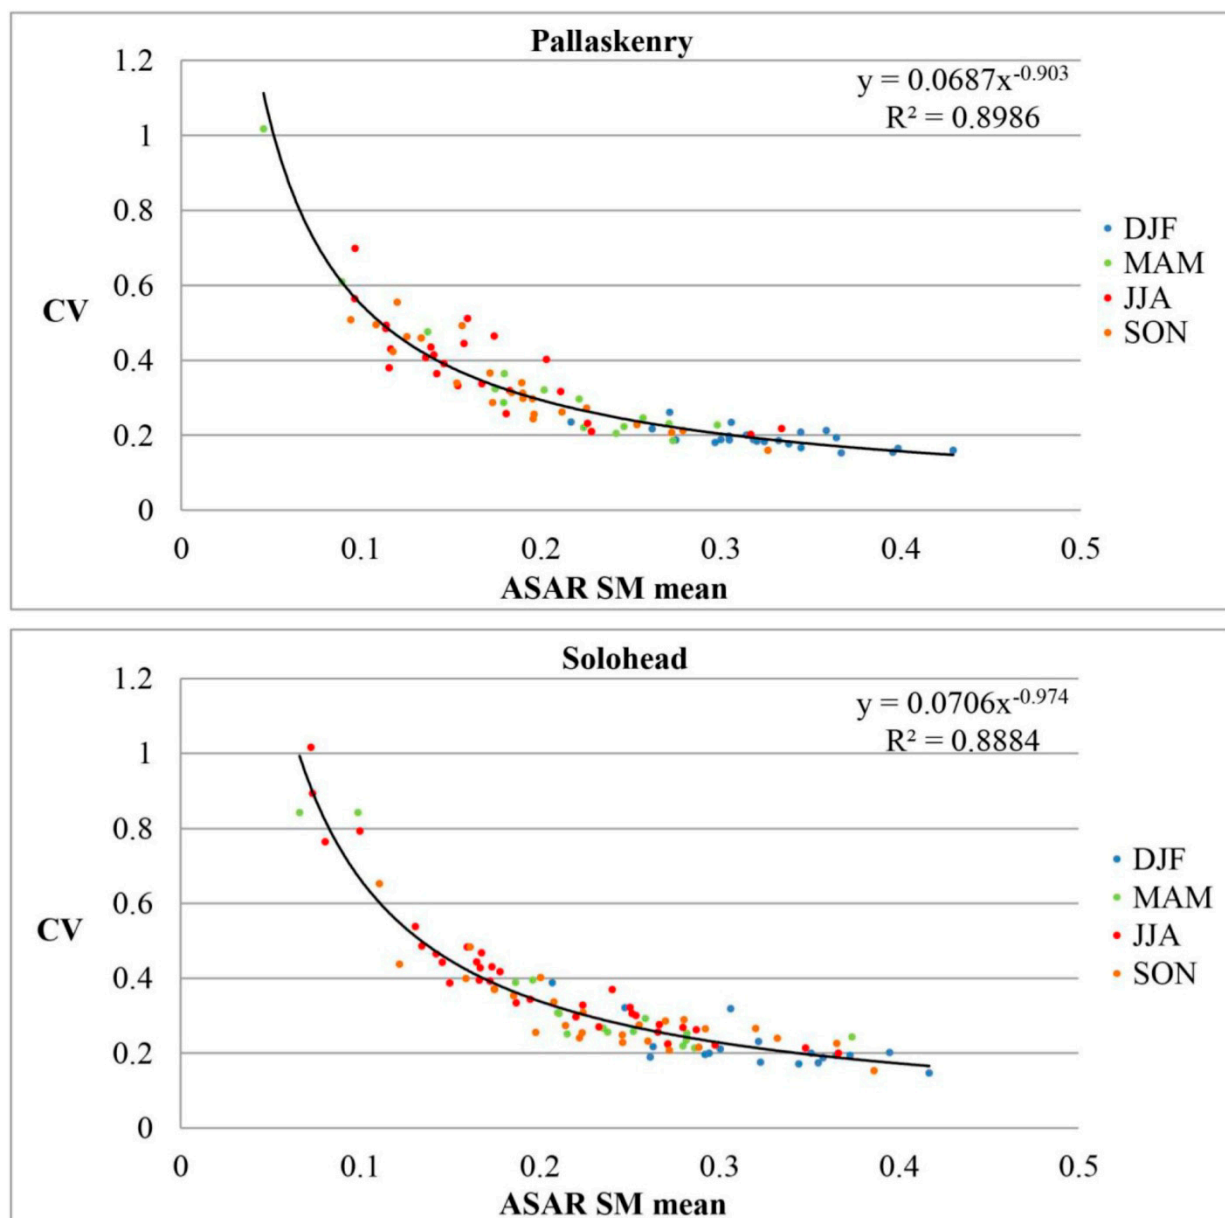 Pallaskenry
y = 0.0687x^-0.903
R² = 0.8986
1.2
1
0.8
0.6
0.4
0.2
0
CV
0 0.1 0.2 0.3 0.4 0.5
ASAR SM mean
DJF
MAM
JJA
SON
Solohead
y = 0.0706x^-0.974
R² = 0.8884
1.2
1
0.8
0.6
0.4
0.2
0
CV
0 0.1 0.2 0.3 0.4 0.5
ASAR SM mean
DJF
MAM
JJA
SON